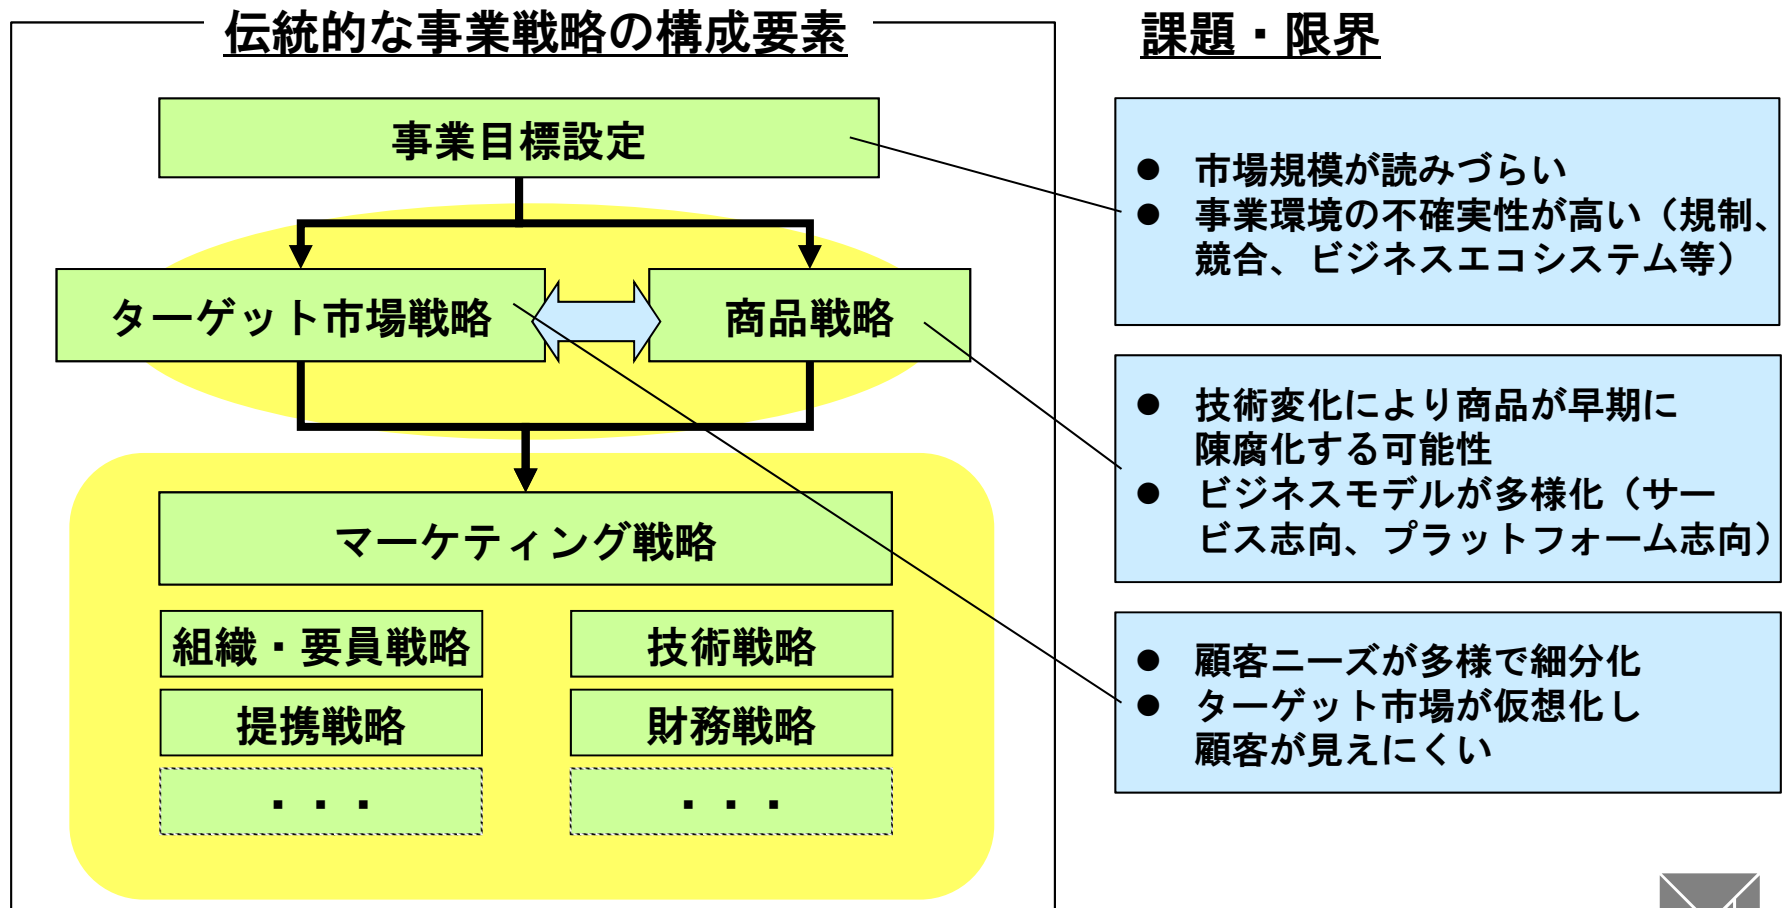 伝統的な事業戦略の構成要素
事業目標設定
ターゲット市場戦略
商品戦略
マーケティング戦略
組織・要員戦略
技術戦略
提携戦略
財務戦略
・・・
・・・
課題・限界
● 市場規模が読みづらい
● 事業環境の不確実性が高い（規制、
競合、ビジネスエコシステム等）
● 技術変化により商品が早期に
陳腐化する可能性
● ビジネスモデルが多様化（サー
ビス志向、プラットフォーム志向）
● 顧客ニーズが多様で細分化
● ターゲット市場が仮想化し
顧客が見えにくい